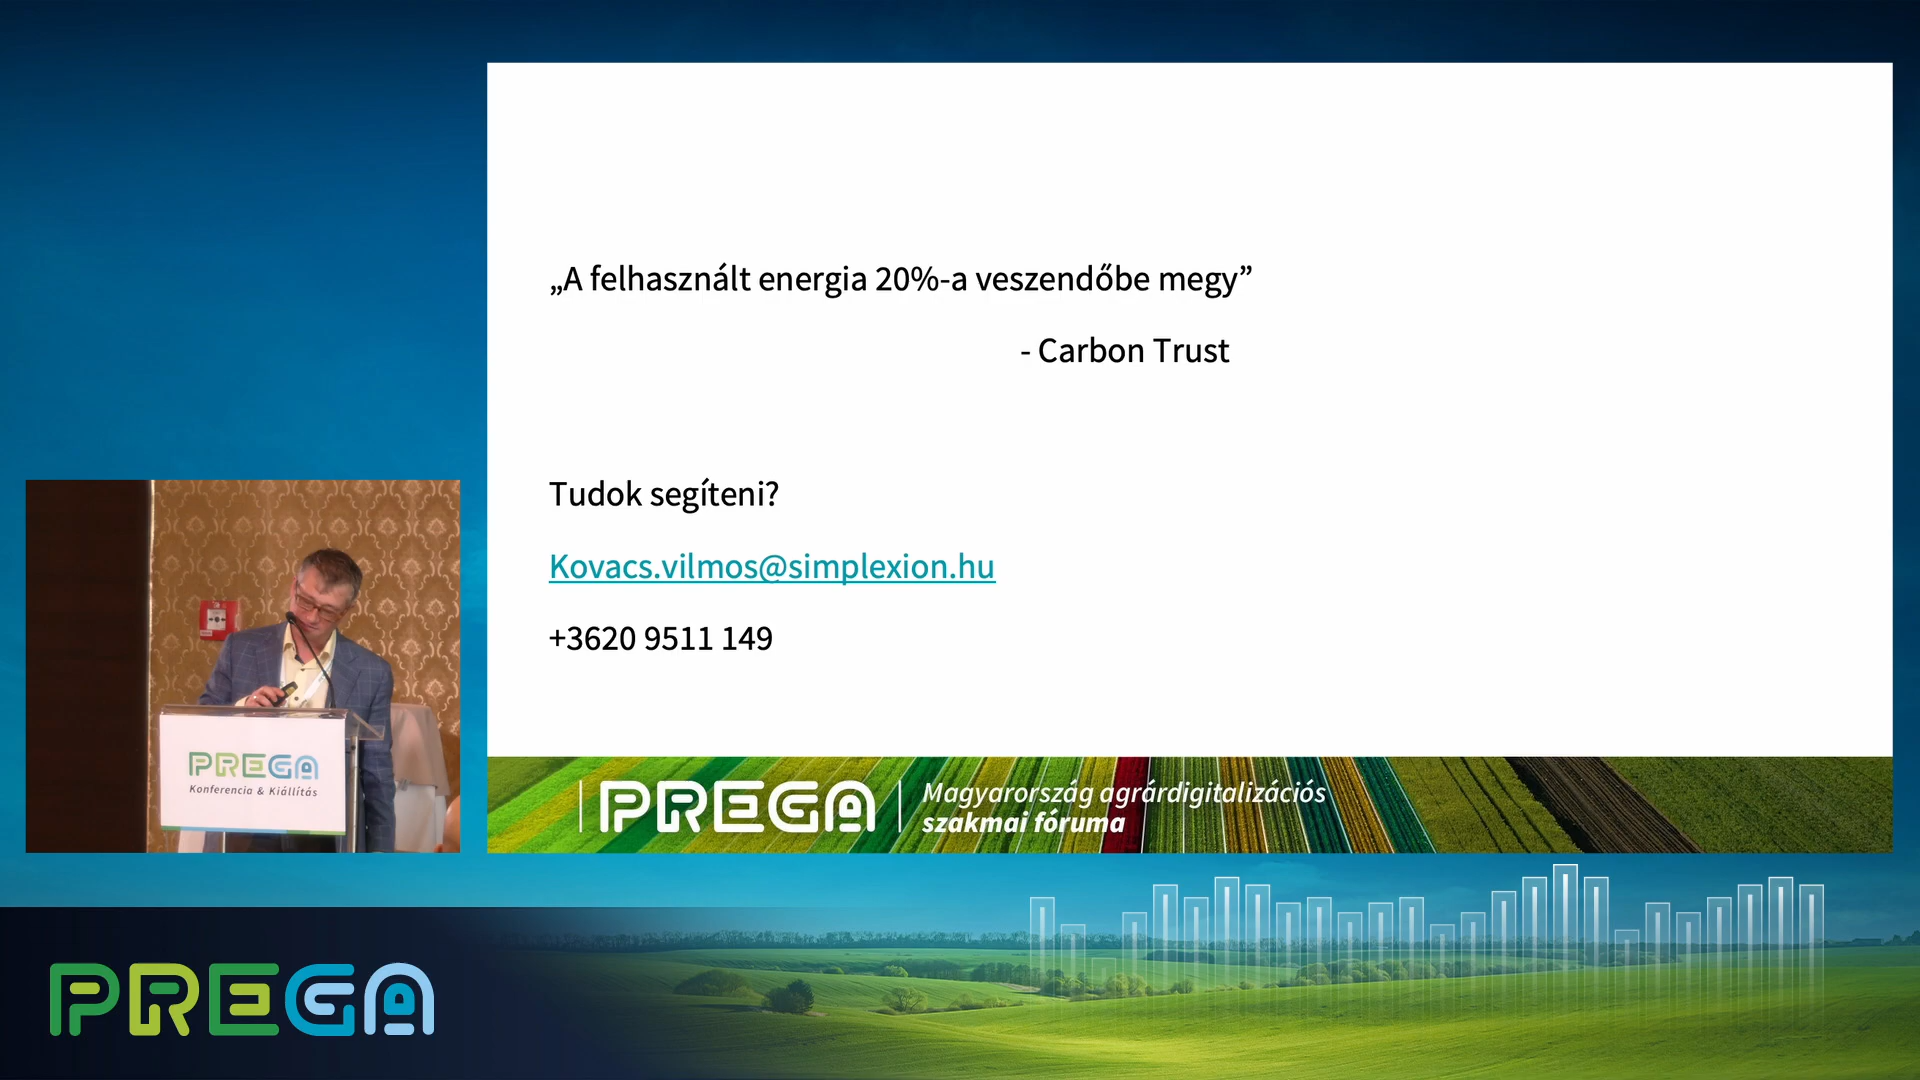 „A felhasznált energia 20%-a veszendőbe megy”
- Carbon Trust
Tudok segíteni?
Kovacs.vilmos@simplexion.hu
+3620 9511 149
PREGA
Konferencia & Kiállítás
PREGA
Magyarország agrárdigitalizációs
szakmai fóruma
PREGA